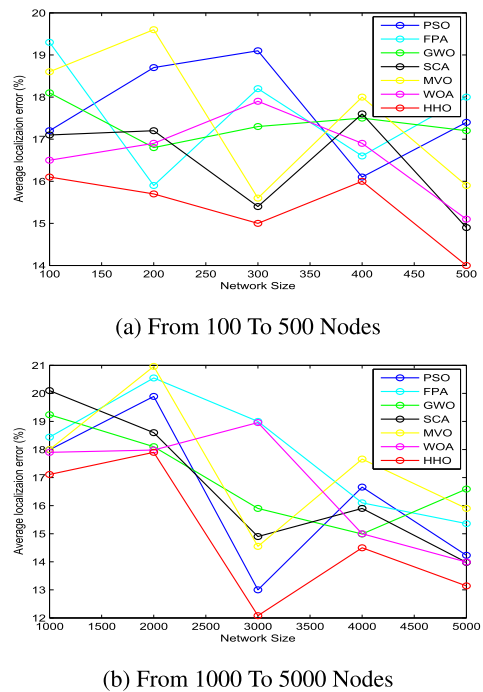 20
19
18
17
16
15
14
Average localizaion error (%)
PSO
FPA
GWO
SCA
MVO
WOA
HHO
100 150 200 250 300 350 400 450 500
Network Size
(a) From 100 To 500 Nodes
21
20
19
18
17
16
15
14
13
12
Average localizaion error (%)
PSO
FPA
GWO
SCA
MVO
WOA
HHO
1000 1500 2000 2500 3000 3500 4000 4500 5000
Network Size
(b) From 1000 To 5000 Nodes